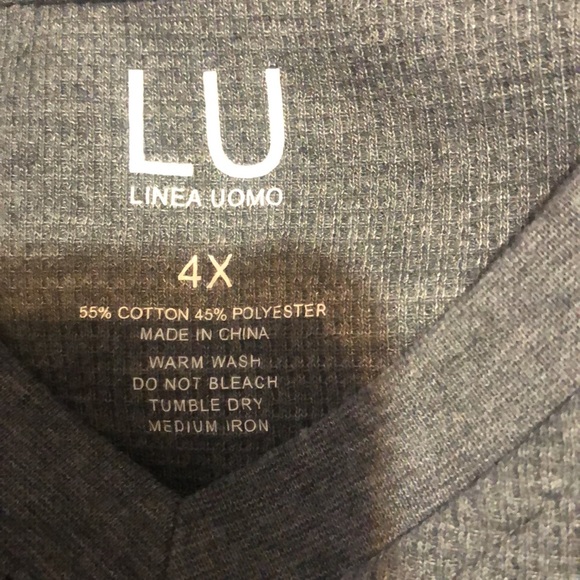 LU
LINEA UOMO
4X
55% COTTON 45% POLYESTER
MADE IN CHINA
WARM WASH
DO NOT BLEACH
TUMBLE DRY
MEDIUM IRON